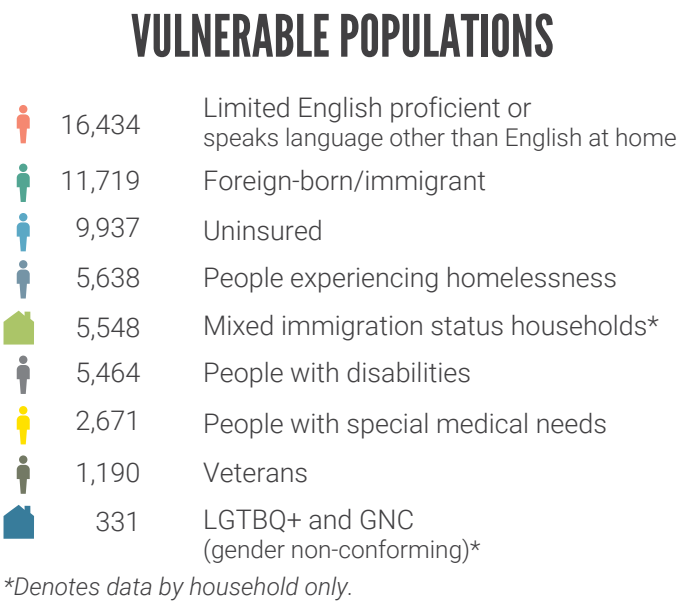 VULNERABLE POPULATIONS
16,434 Limited English proficient or
speaks language other than English at home
11,719 Foreign-born/immigrant
9,937 Uninsured
5,638 People experiencing homelessness
5,548 Mixed immigration status households*
5,464 People with disabilities
2,671 People with special medical needs
1,190 Veterans
331 LGTBQ+ and GNC
(gender non-conforming)*
*Denotes data by household only.